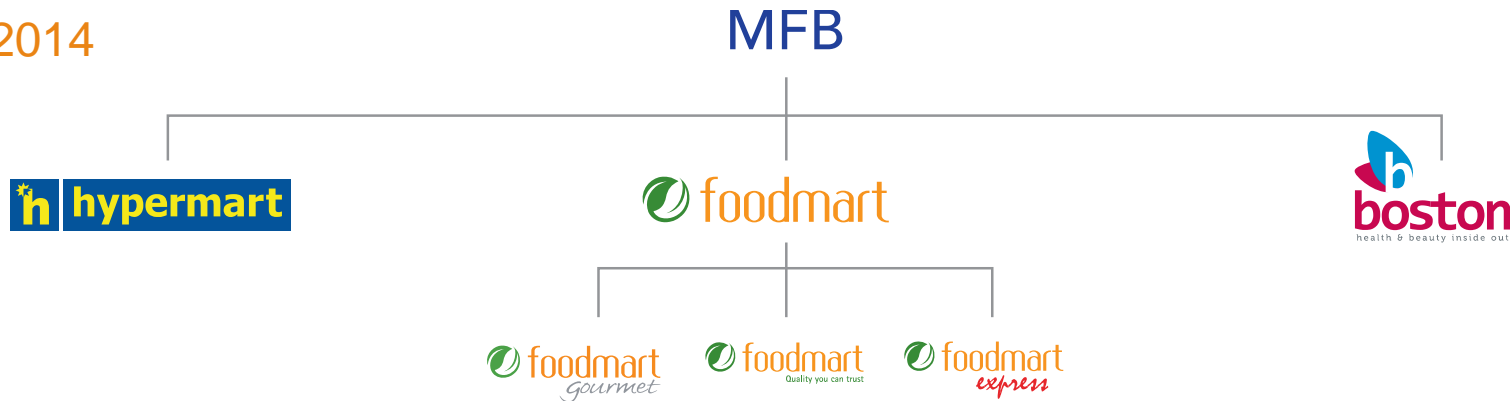 2014
MFB
h hypermart
foodmart
b
boston
health & beauty inside out
foodmart
gourmet
foodmart
Quality you can trust
foodmart
express